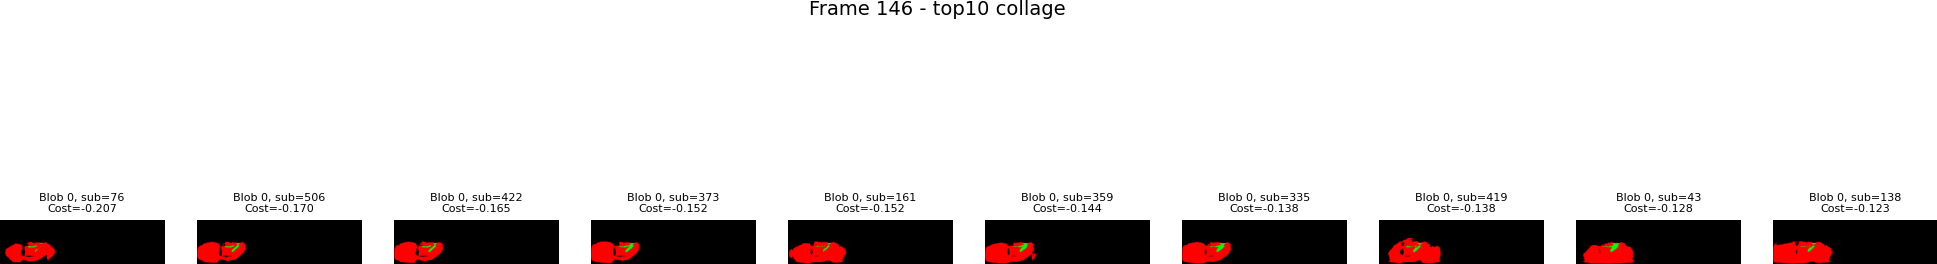 Frame 146 - top10 collage
Blob 0, sub=76
Cost=-0.207
Blob 0, sub=506
Cost=-0.170
Blob 0, sub=422
Cost=-0.165
Blob 0, sub=373
Cost=-0.152
Blob 0, sub=161
Cost=-0.152
Blob 0, sub=359
Cost=-0.144
Blob 0, sub=335
Cost=-0.138
Blob 0, sub=419
Cost=-0.138
Blob 0, sub=43
Cost=-0.128
Blob 0, sub=138
Cost=-0.123